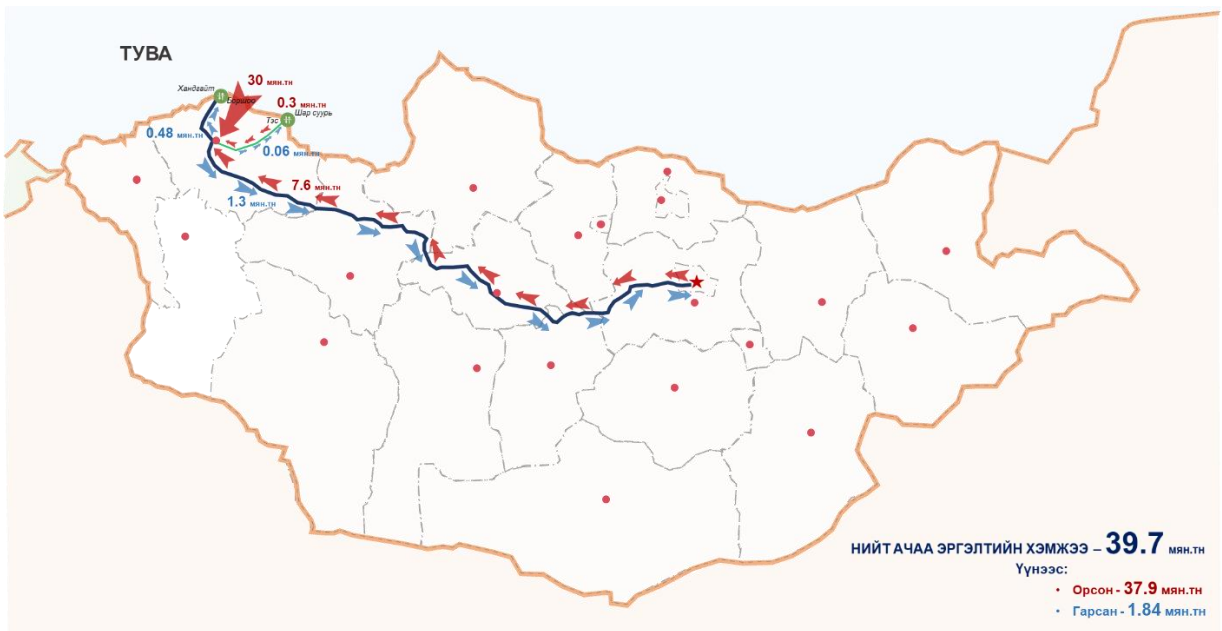 ТУВА
Хандгайт
Боршоо
30 мян.тн
0.3 мян.тн
Шар суурь
Тэс
0.48 мян.тн
0.06 мян.тн
7.6 мян.тн
1.3 мян.тн
НИЙТ АЧАА ЭРГЭЛТИЙН ХЭМЖЭЭ – 39.7 мян.тн
Үүнээс:
• Орсон - 37.9 мян.тн
• Гарсан - 1.84 мян.тн